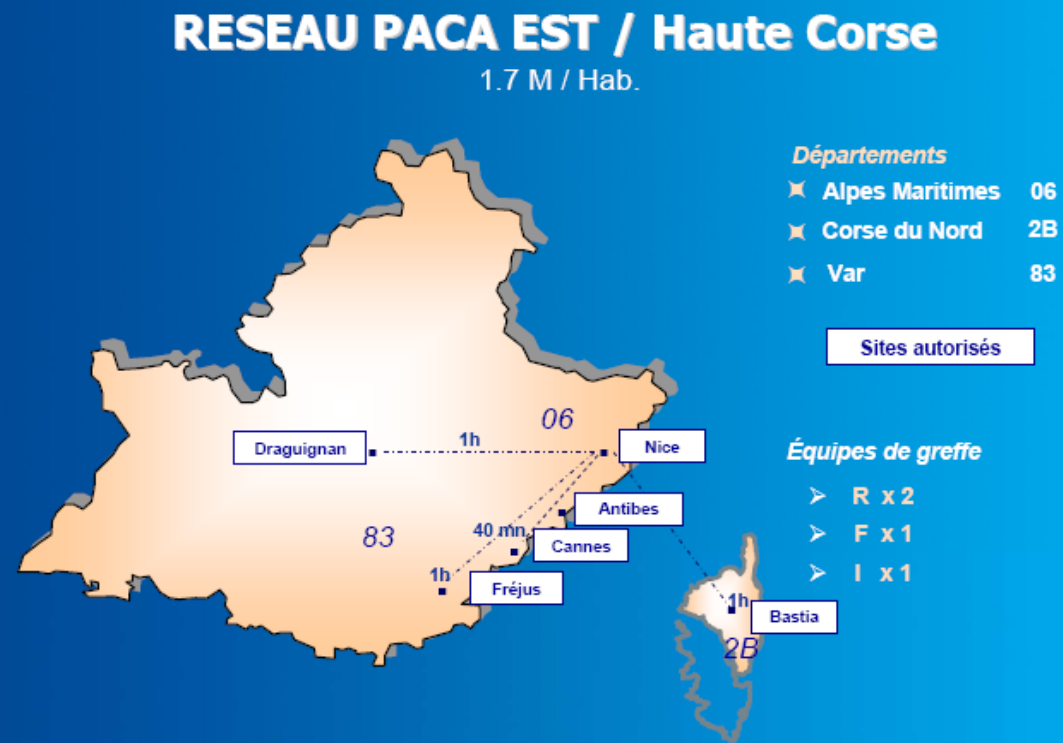 RESEAU PACA EST / Haute Corse
1.7 M / Hab.
Départements
Alpes Maritimes 06
Corse du Nord 2B
Var 83
Sites autorisés
06
Draguignan
1h
Nice
Antibes
83
40 mn
Cannes
1h
Fréjus
1h
Bastia
2B
Équipes de greffe
R x 2
F x 1
I x 1